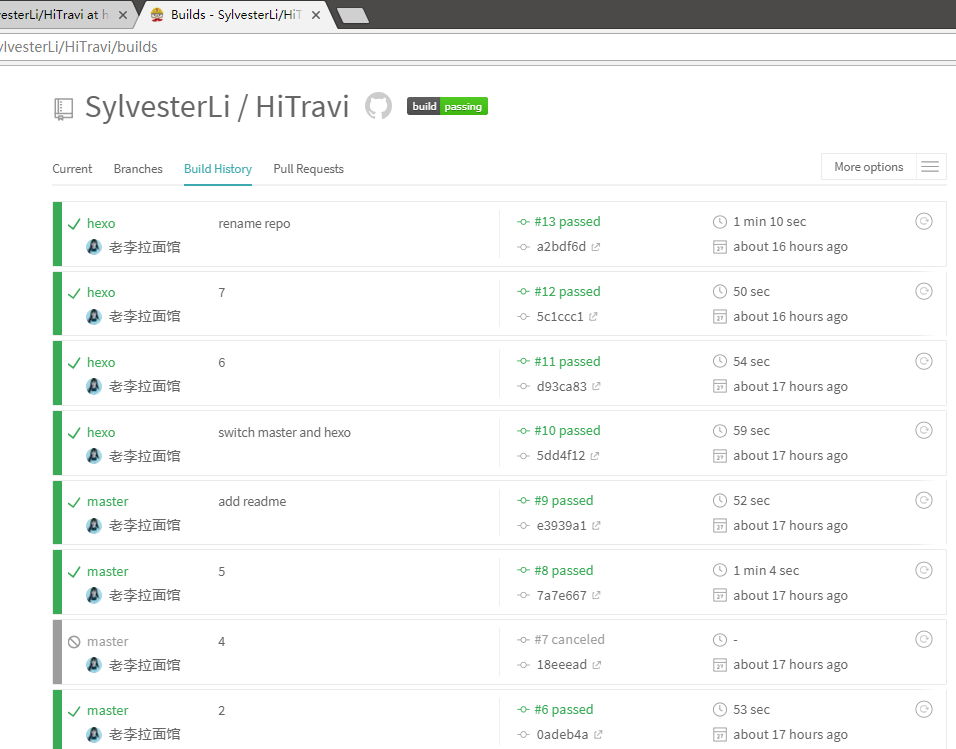 esterLi/HiTravi at h
Builds - SylvesterLi/HiT
ylvesterLi/HiTravi/builds
SylvesterLi / HiTravi build passing
Current Branches Build History Pull Requests More options
hexo rename repo #13 passed 1 min 10 sec
老李拉面馆 a2bdf6d about 16 hours ago
hexo 7 #12 passed 50 sec
老李拉面馆 5c1ccc1 about 16 hours ago
hexo 6 #11 passed 54 sec
老李拉面馆 d93ca83 about 17 hours ago
hexo switch master and hexo #10 passed 59 sec
老李拉面馆 5dd4f12 about 17 hours ago
master add readme #9 passed 52 sec
老李拉面馆 e3939a1 about 17 hours ago
master 5 #8 passed 1 min 4 sec
老李拉面馆 7a7e667 about 17 hours ago
master 4 #7 canceled -
老李拉面馆 18eeead about 17 hours ago
master 2 #6 passed 53 sec
老李拉面馆 0adeb4a about 17 hours ago